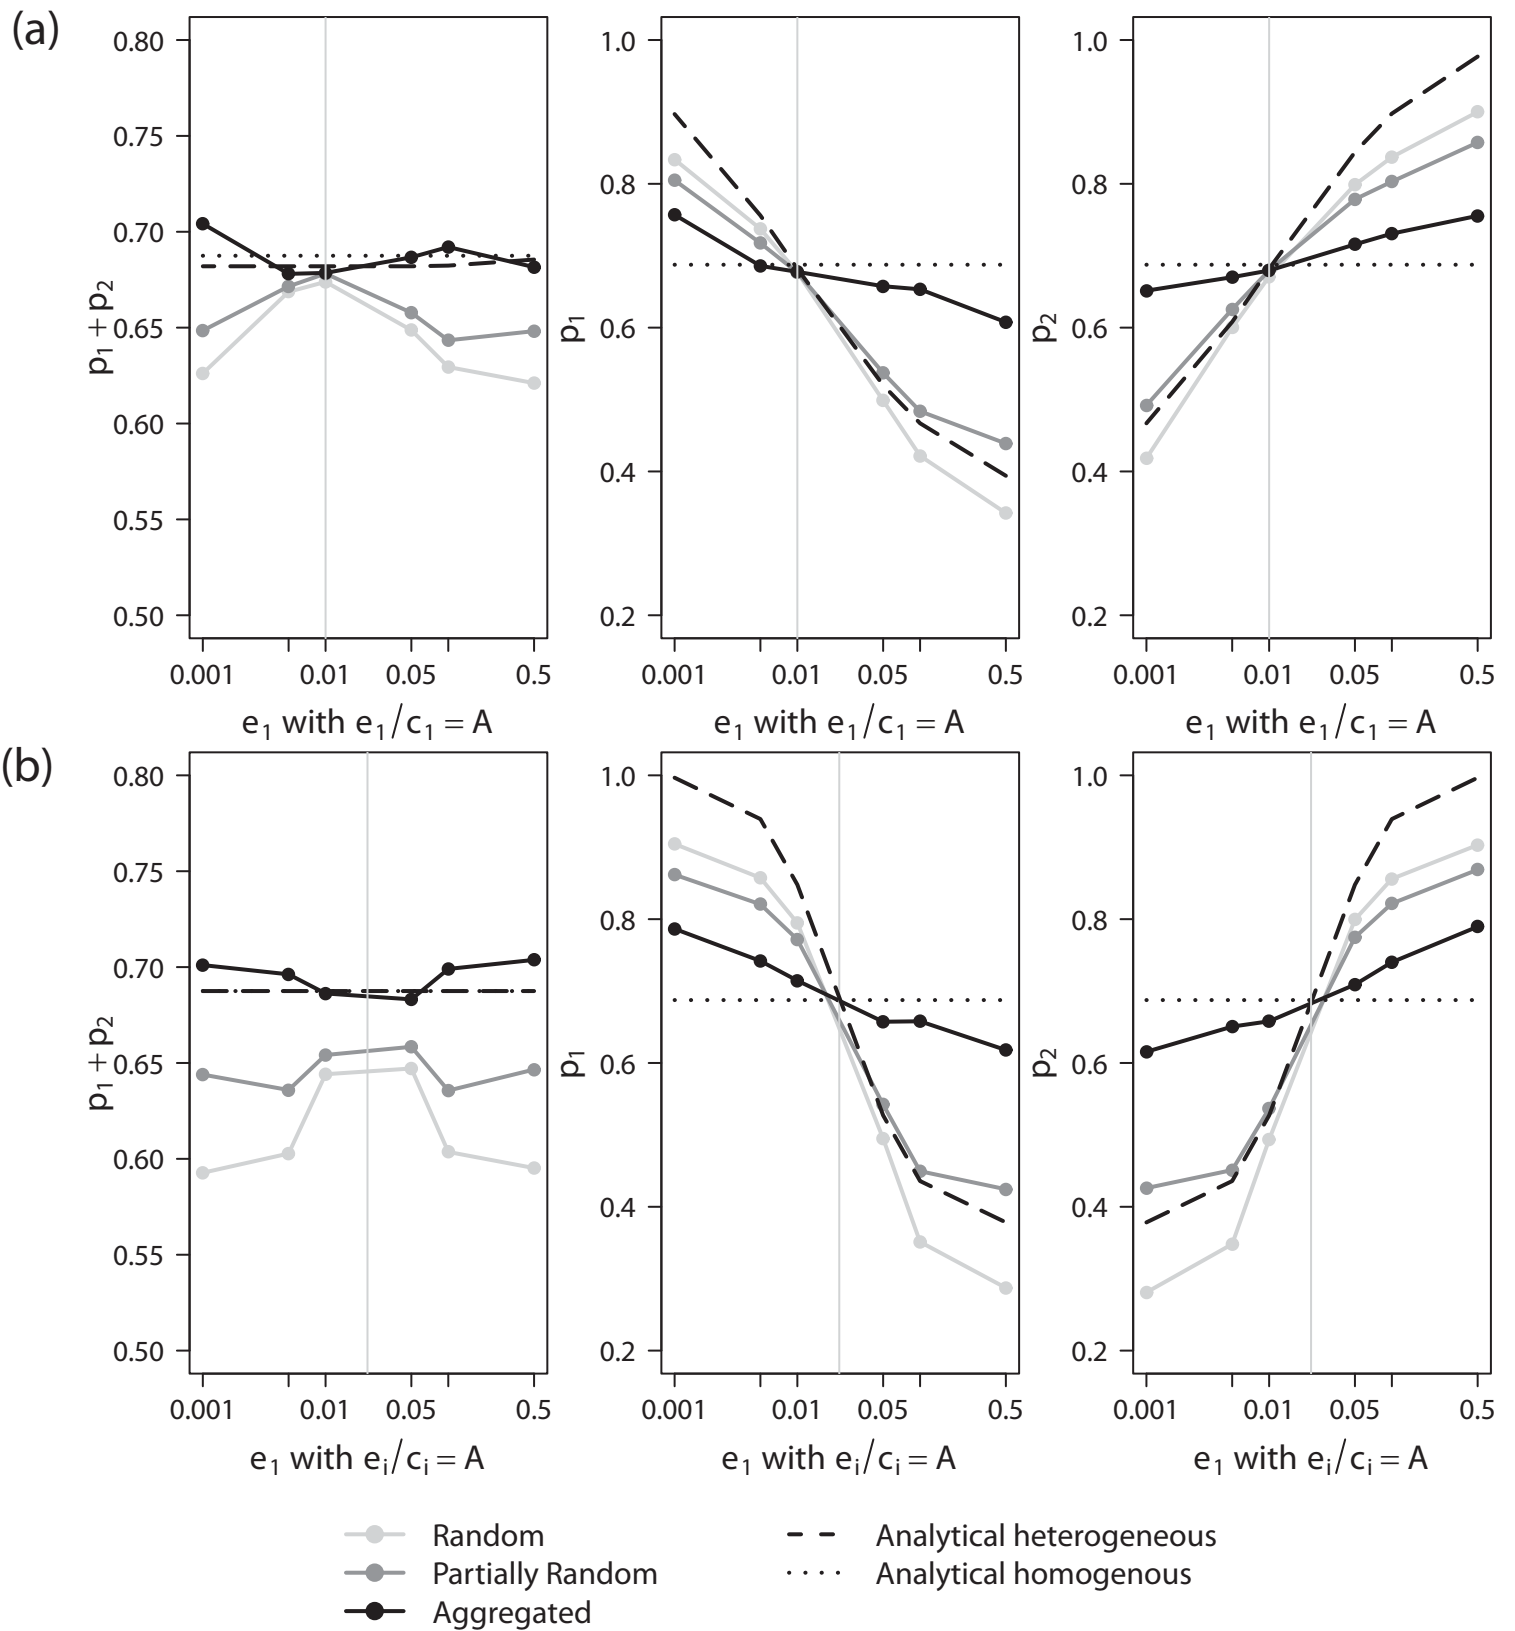 (a)
p1 + p2
0.80
0.75
0.70
0.65
0.60
0.55
0.50
0.001 0.01 0.05 0.5
e1 with e1/c1 = A
p1
1.0
0.8
0.6
0.4
0.2
0.001 0.01 0.05 0.5
e1 with e1/c1 = A
p2
1.0
0.8
0.6
0.4
0.2
0.001 0.01 0.05 0.5
e1 with e1/c1 = A
(b)
p1 + p2
0.80
0.75
0.70
0.65
0.60
0.55
0.50
0.001 0.01 0.05 0.5
e1 with ei/ci = A
p1
1.0
0.8
0.6
0.4
0.2
0.001 0.01 0.05 0.5
e1 with ei/ci = A
p2
1.0
0.8
0.6
0.4
0.2
0.001 0.01 0.05 0.5
e1 with ei/ci = A
Random
Partially Random
Aggregated
Analytical heterogeneous
Analytical homogenous